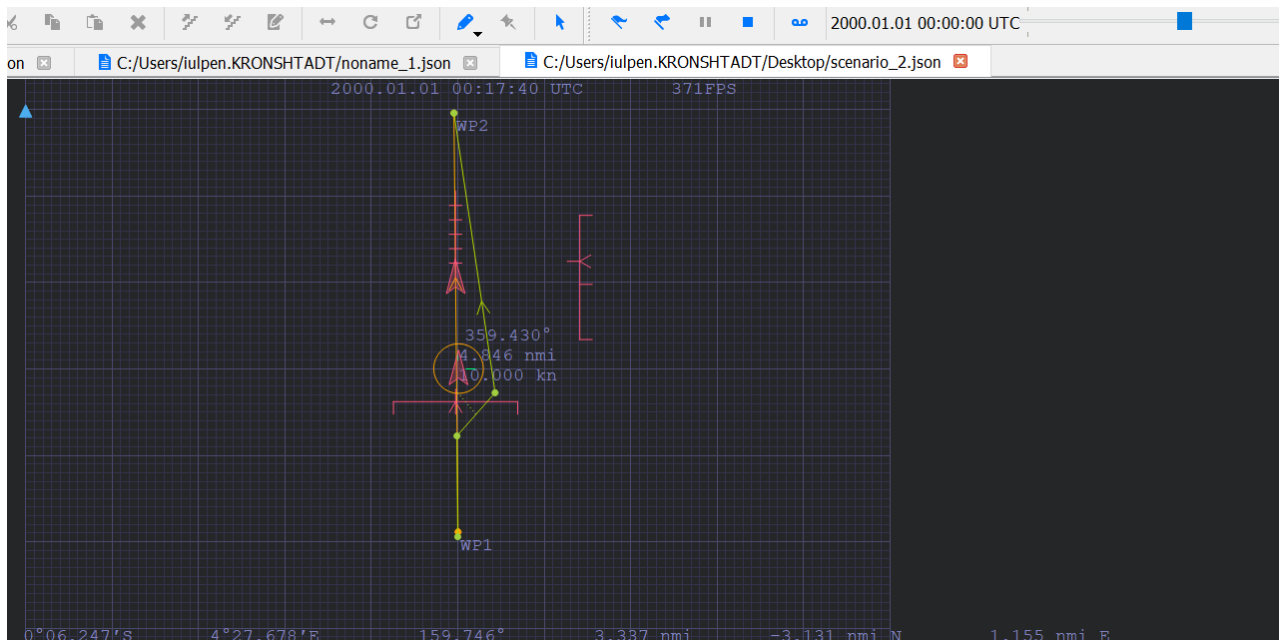 2000.01.01 00:00:00 UTC
on C:/Users/iulpen.KRONSHTADT/noname_1.json C:/Users/iulpen.KRONSHTADT/Desktop/scenario_2.json
2000.01.01 00:17:40 UTC 371FPS
WP2
359.430°
4.846 nmi
0.000 kn
WP1
0°06.247'S 4°27.678'E 159.746° 3.337 nmi -3.131 nmi N 1.155 nmi E